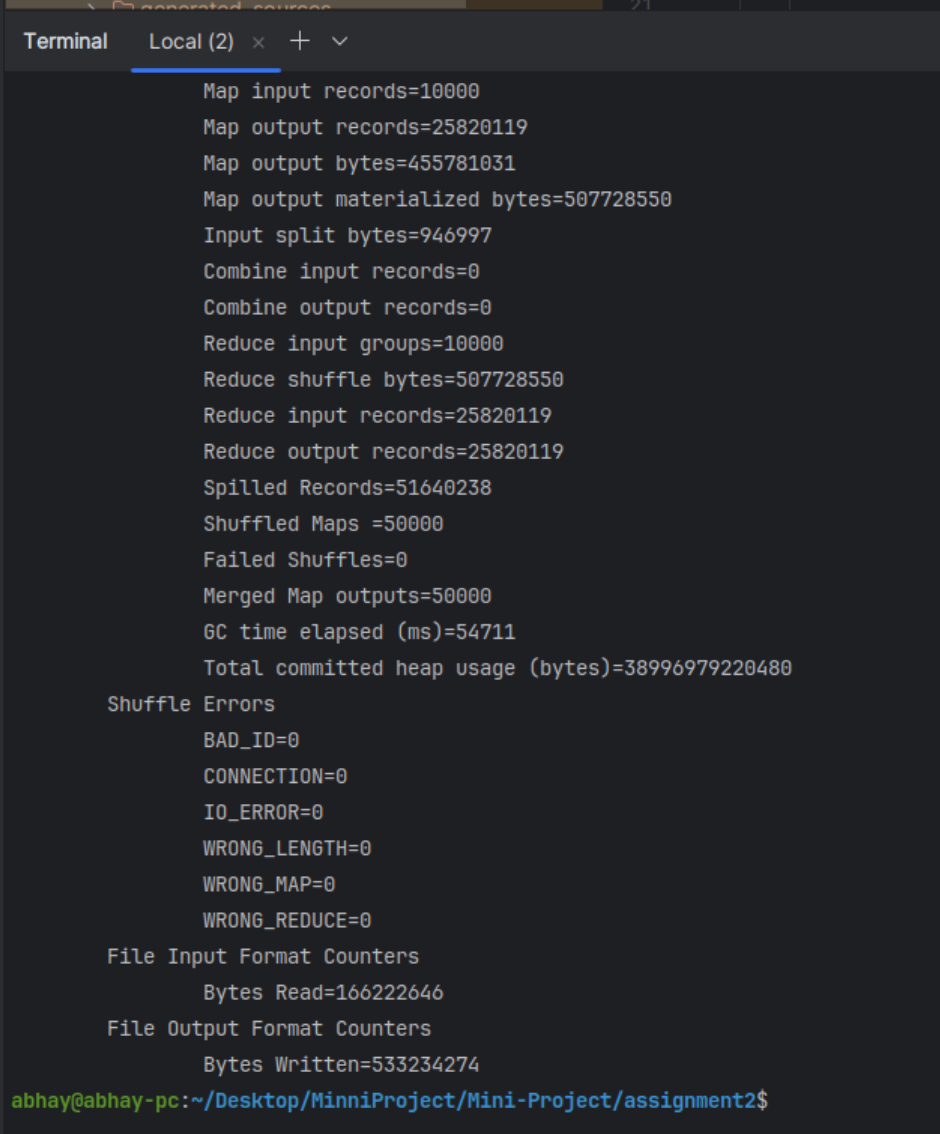 generated-sources
21
Terminal Local (2) × + ⌄
Map input records=10000
Map output records=25820119
Map output bytes=455781031
Map output materialized bytes=507728550
Input split bytes=946997
Combine input records=0
Combine output records=0
Reduce input groups=10000
Reduce shuffle bytes=507728550
Reduce input records=25820119
Reduce output records=25820119
Spilled Records=51640238
Shuffled Maps =50000
Failed Shuffles=0
Merged Map outputs=50000
GC time elapsed (ms)=54711
Total committed heap usage (bytes)=38996979220480
Shuffle Errors
BAD_ID=0
CONNECTION=0
IO_ERROR=0
WRONG_LENGTH=0
WRONG_MAP=0
WRONG_REDUCE=0
File Input Format Counters
Bytes Read=166222646
File Output Format Counters
Bytes Written=533234274
abhay@abhay-pc:~/Desktop/MinniProject/Mini-Project/assignment2$